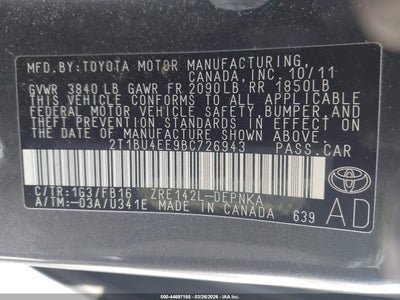 MFD.BY:TOYOTA MOTOR MANUFACTURING,
CANADA,INC. 10/11
GVWR 3840 LB GAWR FR 2090LB RR 1850LB
THIS VEHICLE CONFORMS TO ALL APPLICABLE
FEDERAL MOTOR VEHICLE SAFETY, BUMPER, AND
THEFT PREVENTION STANDARDS IN EFFECT ON
THE DATE OF MANUFACTURE SHOWN ABOVE.
2T1BU4EE9BC726943 PASS.CAR
C/TR:1G3/FB16 ZRE142L-DEPNKA
A/TM:-03A/U341E MADE IN CANADA 639
TOYOTA
AD
ID: 44697165 - 03/26/2026 - IAA Inc.